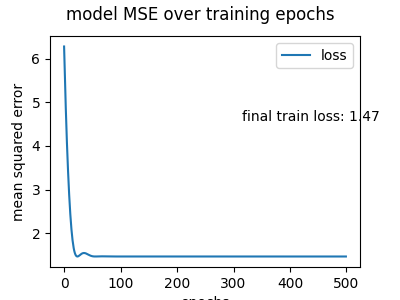 model MSE over training epochs
6
5
4
3
2
mean squared error
loss
final train loss: 1.47
0
100
200
300
400
500
epochs